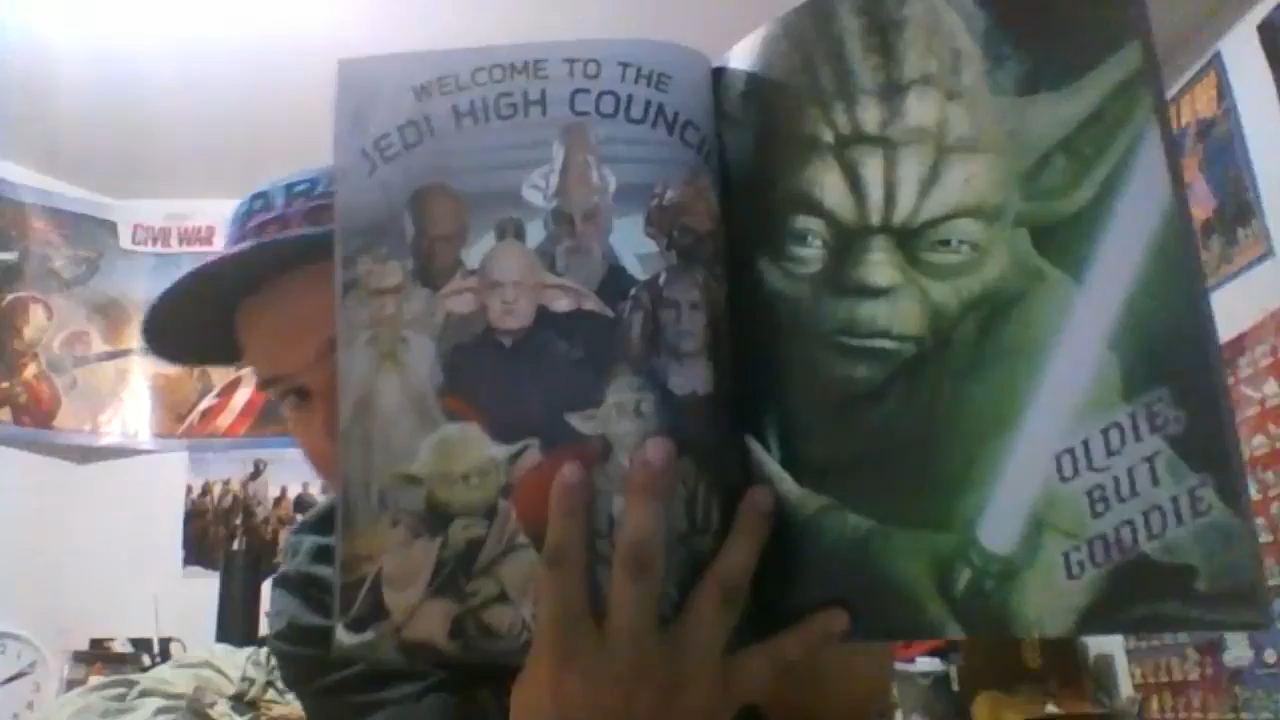 CIVIL WAR
WELCOME TO THE
JEDI HIGH COUNCIL
OLDIE,
BUT
GOODIE